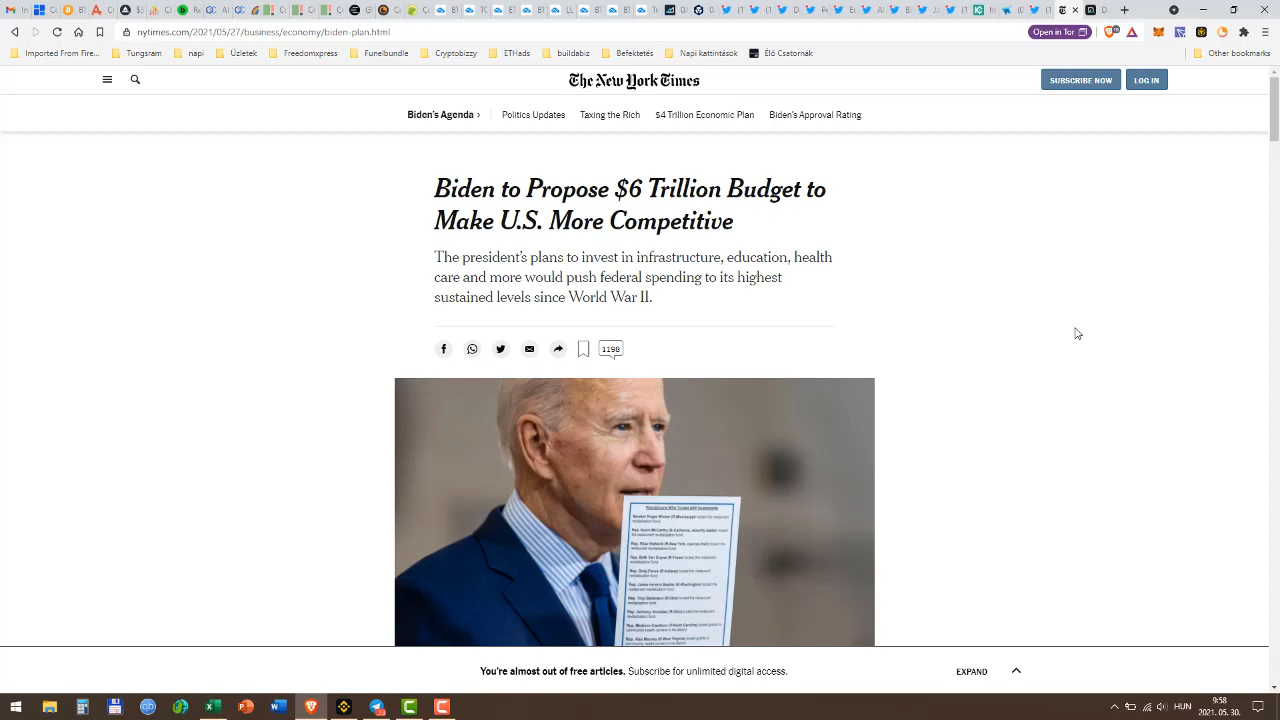 In
B
B1
nytimes.com/2021/05/27/business/economy/biden-plan.html
Open in Tor
Imported From Fire...
Tungsram
napi
Üzletek
Freedomroad
FundBundle
Cryptobizzy
ETHads
buildabiz
Befektetés
Napi kattintások
Élő Csatornák
Other bookmarks
The New York Times
SUBSCRIBE NOW
LOG IN
Biden's Agenda ›
Politics Updates
Taxing the Rich
$4 Trillion Economic Plan
Biden's Approval Rating
Biden to Propose $6 Trillion Budget to
Make U.S. More Competitive
The president's plans to invest in infrastructure, education, health
care and more would push federal spending to its highest
sustained levels since World War II.
1198
You're almost out of free articles. Subscribe for unlimited digital access.
EXPAND
HUN
9:58
2021. 05. 30.